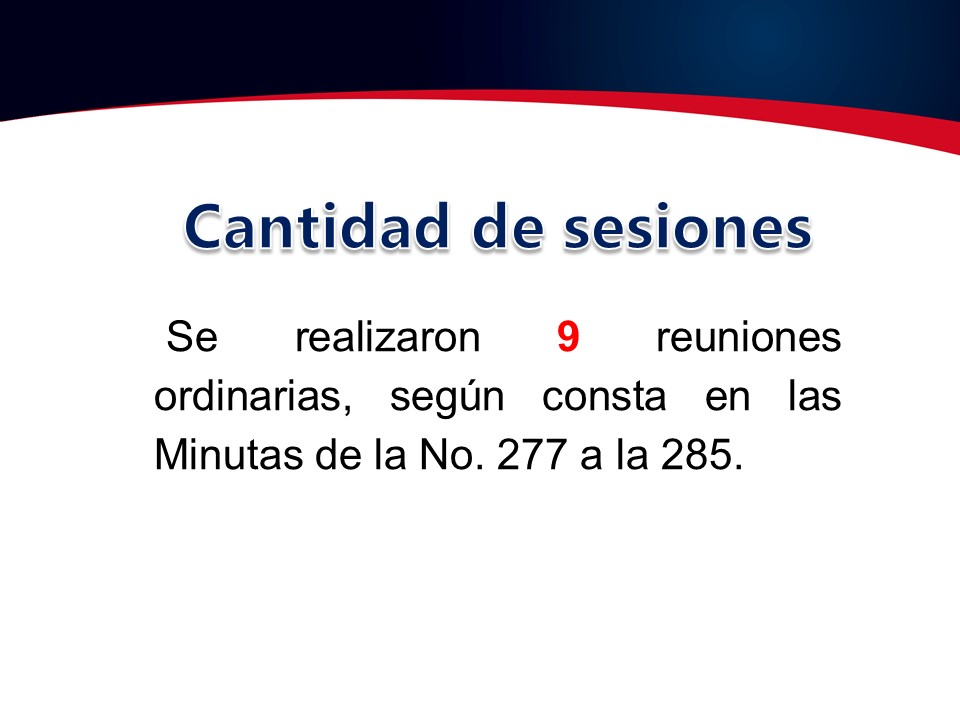 Cantidad de sesiones
Se realizaron 9 reuniones
ordinarias, según consta en las
Minutas de la No. 277 a la 285.